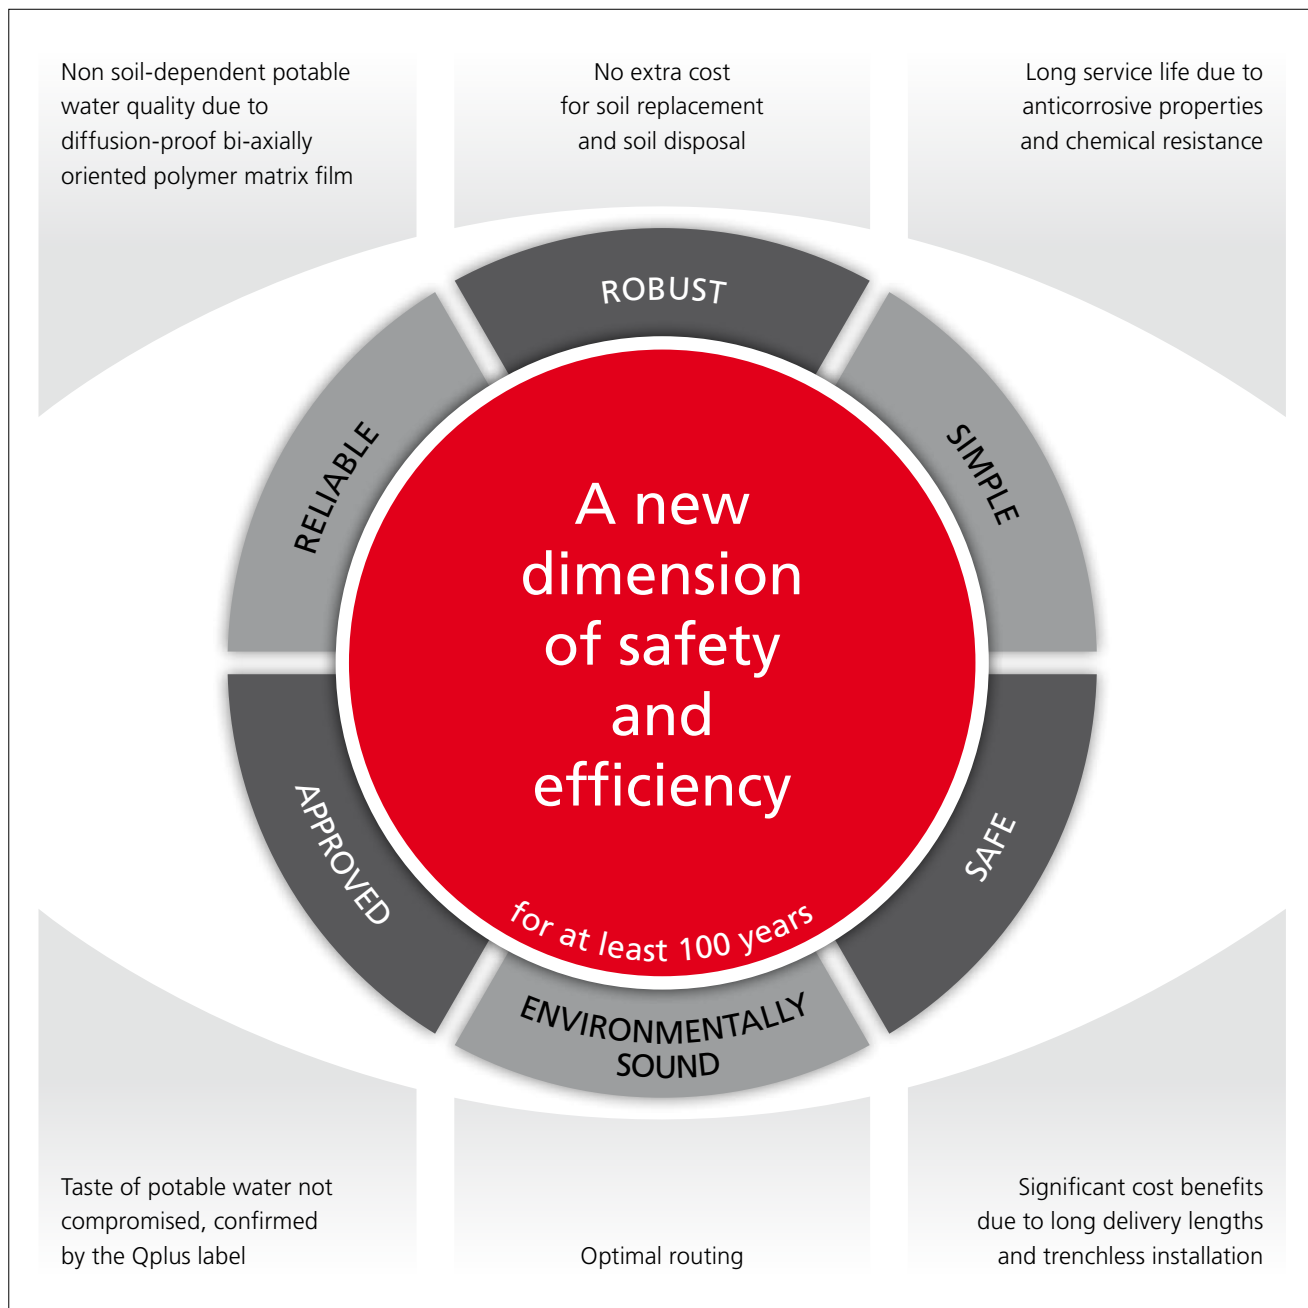 Non soil-dependent potable
water quality due to
diffusion-proof bi-axially
oriented polymer matrix film
No extra cost
for soil replacement
and soil disposal
Long service life due to
anticorrosive properties
and chemical resistance
ROBUST
RELIABLE
SIMPLE
A new
dimension
of safety
and
efficiency
for at least 100 years
APPROVED
SAFE
ENVIRONMENTALLY
SOUND
Taste of potable water not
compromised, confirmed
by the Qplus label
Optimal routing
Significant cost benefits
due to long delivery lengths
and trenchless installation